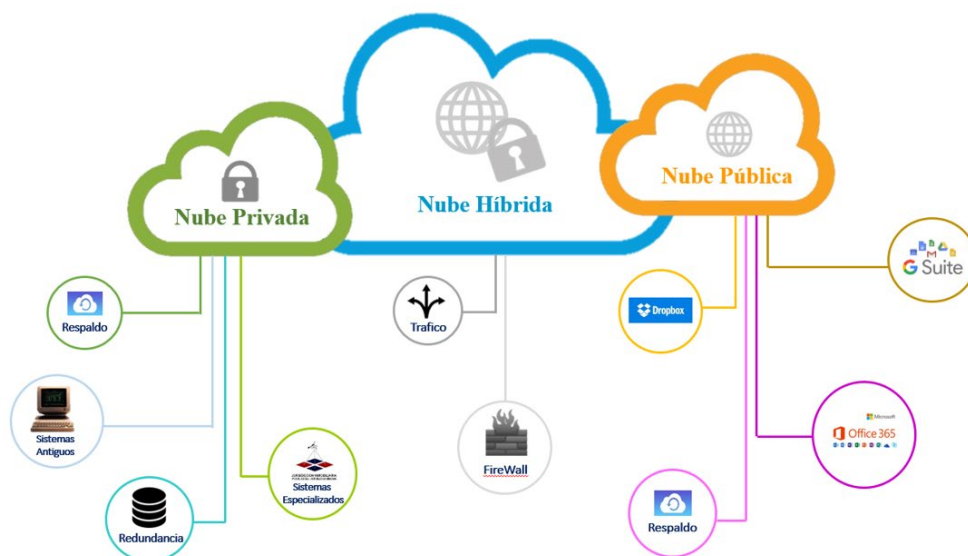 Nube Privada
Nube Híbrida
Nube Pública
G Suite
Respaldo
Trafico
Dropbox
Sistemas
Antiguos
Microsoft
Office 365
FireWall
Sistemas
Especializados
Redundancia
Respaldo